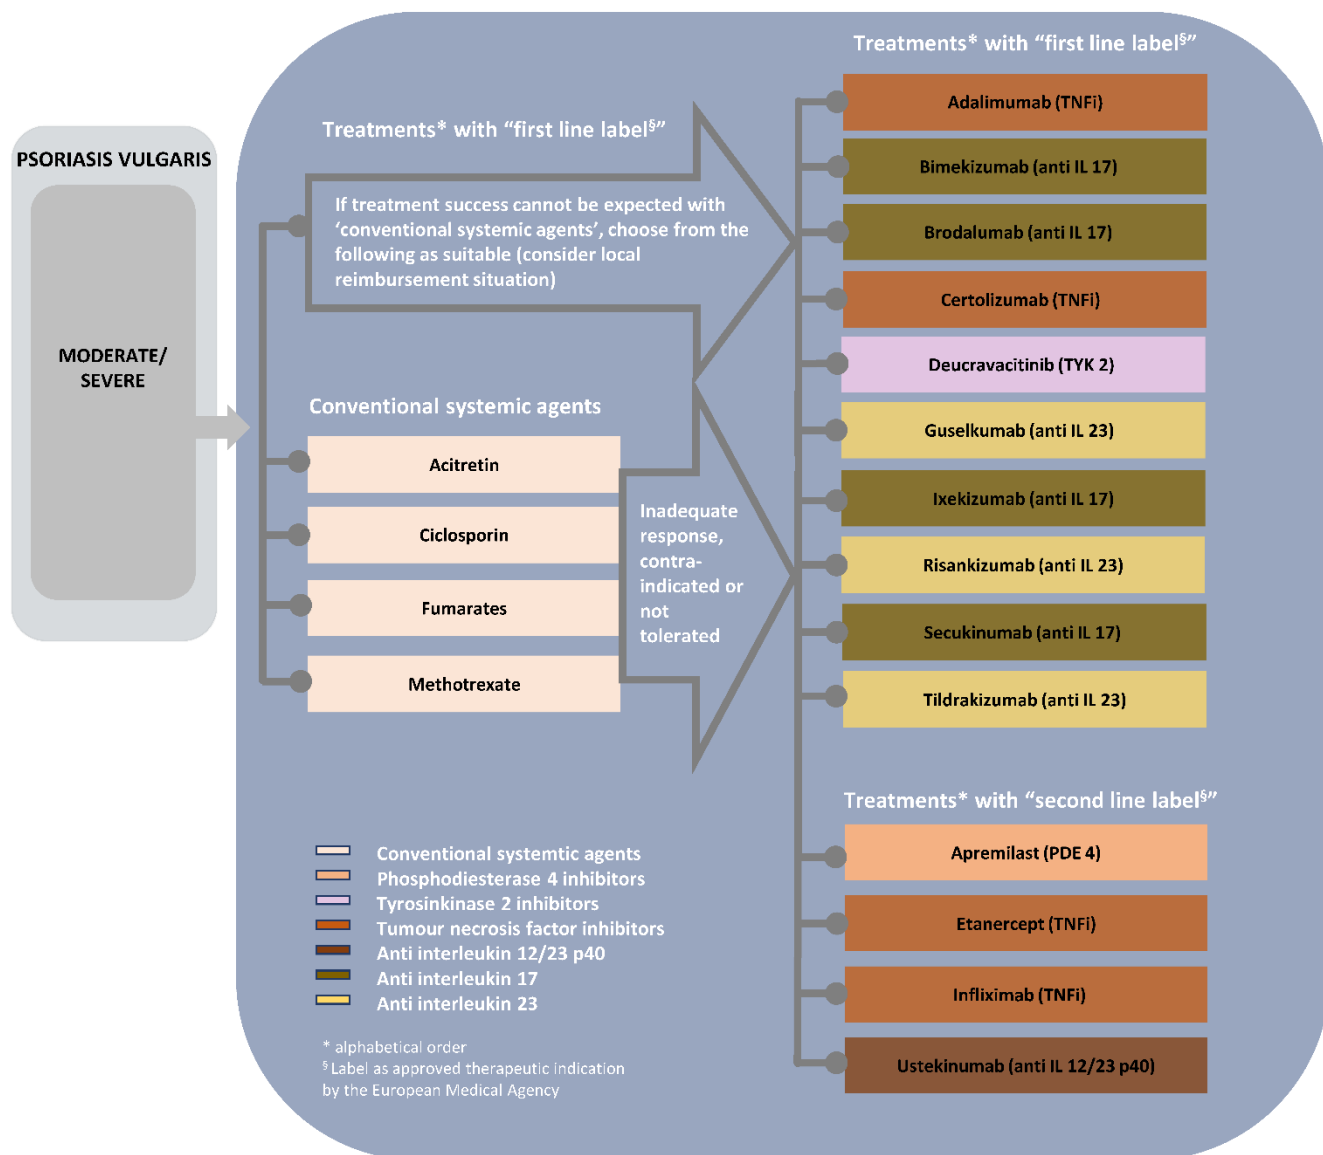 PSORIASIS VULGARIS
MODERATE/
SEVERE
Treatments* with “first line label§”
If treatment success cannot be expected with
‘conventional systemic agents’, choose from the
following as suitable (consider local
reimbursement situation)
Conventional systemic agents
Acitretin
Ciclosporin
Fumarates
Methotrexate
Inadequate
response,
contra-
indicated or
not
tolerated
Treatments* with “first line label§”
Adalimumab (TNFi)
Bimekizumab (anti IL 17)
Brodalumab (anti IL 17)
Certolizumab (TNFi)
Deucravacitinib (TYK 2)
Guselkumab (anti IL 23)
Ixekizumab (anti IL 17)
Risankizumab (anti IL 23)
Secukinumab (anti IL 17)
Tildrakizumab (anti IL 23)
Treatments* with “second line label§”
Apremilast (PDE 4)
Etanercept (TNFi)
Infliximab (TNFi)
Ustekinumab (anti IL 12/23 p40)
Conventional systemtic agents
Phosphodiesterase 4 inhibitors
Tyrosinkinase 2 inhibitors
Tumour necrosis factor inhibitors
Anti interleukin 12/23 p40
Anti interleukin 17
Anti interleukin 23
* alphabetical order
§ Label as approved therapeutic indication
by the European Medical Agency